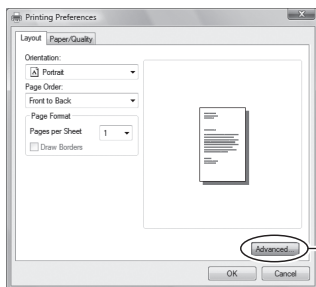 Printing Preferences
Layout
Paper/Quality
Orientation:
A Portrait
Page Order:
Front to Back
Page Format
Pages per Sheet 1
Draw Borders
Advanced...
OK Cancel